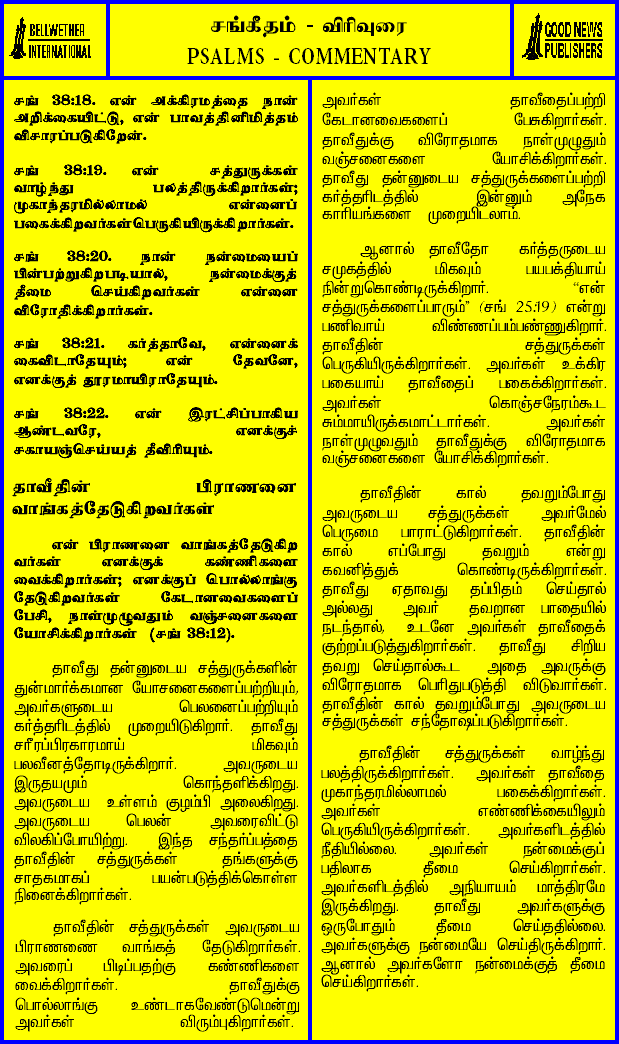 BELLWETHER
INTERNATIONAL
சங்கீதம் - விரிவுரை
PSALMS - COMMENTARY
GOOD NEWS
PUBLISHERS
சங் 38:18. என் அக்கிரமத்தை நான்
அறிக்கையிட்டு, என் பாவத்தினிமித்தம்
விசாரப்படுகிறேன்.
சங் 38:19. என் சத்துருக்கள்
வாழ்ந்து பலத்திருக்கிறார்கள்;
முகாந்தரமில்லாமல் என்னைப்
பகைக்கிறவர்கள்பெருகியிருக்கிறார்கள்.
சங் 38:20. நான் நன்மையைப்
பின்பற்றுகிறபடியால், நன்மைக்குத்
தீமை செய்கிறவர்கள் என்னை
விரோதிக்கிறார்கள்.
சங் 38:21. கர்த்தாவே, என்னைக்
கைவிடாதேயும்; என் தேவனே,
எனக்குத் தூரமாயிராதேயும்.
சங் 38:22. என் இரட்சிப்பாகிய
ஆண்டவரே, எனக்குச்
சகாயஞ்செய்யத் தீவிரியும்.
தாவீதின் பிராணனை
வாங்கத்தேடுகிறவர்கள்
என் பிராணனை வாங்கத்தேடுகிற
வர்கள் எனக்குக் கண்ணிகளை
வைக்கிறார்கள்; எனக்குப் பொல்லாங்கு
தேடுகிறவர்கள் கேடானவைகளைப்
பேசி, நாள்முழுவதும் வஞ்சனைகளை
யோசிக்கிறார்கள் (சங் 38:12).
தாவீது தன்னுடைய சத்துருக்களின்
துன்மார்க்கமான யோசனைகளைப்பற்றியும்,
அவர்களுடைய பெலனைப்பற்றியும்
கர்த்தரிடத்தில் முறையிடுகிறார். தாவீது
சரீரப்பிரகாரமாய் மிகவும்
பலவீனத்தோடிருக்கிறார். அவருடைய
இருதயமும் கொந்தளிக்கிறது.
அவருடைய உள்ளம் குழம்பி அலைகிறது.
அவருடைய பெலன் அவரைவிட்டு
விலகிப்போயிற்று. இந்த சந்தர்ப்பத்தை
தாவீதின் சத்துருக்கள் தங்களுக்கு
சாதகமாகப் பயன்படுத்திக்கொள்ள
நினைக்கிறார்கள்.
தாவீதின் சத்துருக்கள் அவருடைய
பிராணணை வாங்கத் தேடுகிறார்கள்.
அவரைப் பிடிப்பதற்கு கண்ணிகளை
வைக்கிறார்கள். தாவீதுக்கு
பொல்லாங்கு உண்டாகவேண்டுமென்று
அவர்கள் விரும்புகிறார்கள்.
அவர்கள் தாவீதைப்பற்றி
கேடானவைகளைப் பேசுகிறார்கள்.
தாவீதுக்கு விரோதமாக நாள்முழுதும்
வஞ்சனைகளை யோசிக்கிறார்கள்.
தாவீது தன்னுடைய சத்துருக்களைப்பற்றி
கர்த்தரிடத்தில் இன்னும் அநேக
காரியங்களை முறையிடலாம்.
ஆனால் தாவீதோ கர்த்தருடைய
சமுகத்தில் மிகவும் பயபக்தியாய்
நின்றுகொண்டிருக்கிறார். “என்
சத்துருக்களைப்பாரும்” (சங் 25:19) என்று
பணிவாய் விண்ணப்பம்பண்ணுகிறார்.
தாவீதின் சத்துருக்கள்
பெருகியிருக்கிறார்கள். அவர்கள் உக்கிர
பகையாய் தாவீதைப் பகைக்கிறார்கள்.
அவர்கள் கொஞ்சநேரம்கூட
சும்மாயிருக்கமாட்டார்கள். அவர்கள்
நாள்முழுவதும் தாவீதுக்கு விரோதமாக
வஞ்சனைகளை யோசிக்கிறார்கள்.
தாவீதின் கால் தவறும்போது
அவருடைய சத்துருக்கள் அவர்மேல்
பெருமை பாராட்டுகிறார்கள். தாவீதின்
கால் எப்போது தவறும் என்று
கவனித்துக் கொண்டிருக்கிறார்கள்.
தாவீது ஏதாவது தப்பிதம் செய்தால்
அல்லது அவர் தவறான பாதையில்
நடந்தால், உடனே அவர்கள் தாவீதைக்
குற்றப்படுத்துகிறார்கள். தாவீது சிறிய
தவறு செய்தால்கூட அதை அவருக்கு
விரோதமாக பெரிதுபடுத்தி விடுவார்கள்.
தாவீதின் கால் தவறும்போது அவருடைய
சத்துருக்கள் சந்தோஷப்படுகிறார்கள்.
தாவீதின் சத்துருக்கள் வாழ்ந்து
பலத்திருக்கிறார்கள். அவர்கள் தாவீதை
முகாந்தரமில்லாமல் பகைக்கிறார்கள்.
அவர்கள் எண்ணிக்கையிலும்
பெருகியிருக்கிறார்கள். அவர்களிடத்தில்
நீதியில்லை. அவர்கள் நன்மைக்குப்
பதிலாக தீமை செய்கிறார்கள்.
அவர்களிடத்தில் அநியாயம் மாத்திரமே
இருக்கிறது. தாவீது அவர்களுக்கு
ஒருபோதும் தீமை செய்ததில்லை.
அவர்களுக்கு நன்மையே செய்திருக்கிறார்.
ஆனால் அவர்களோ நன்மைக்குத் தீமை
செய்கிறார்கள்.